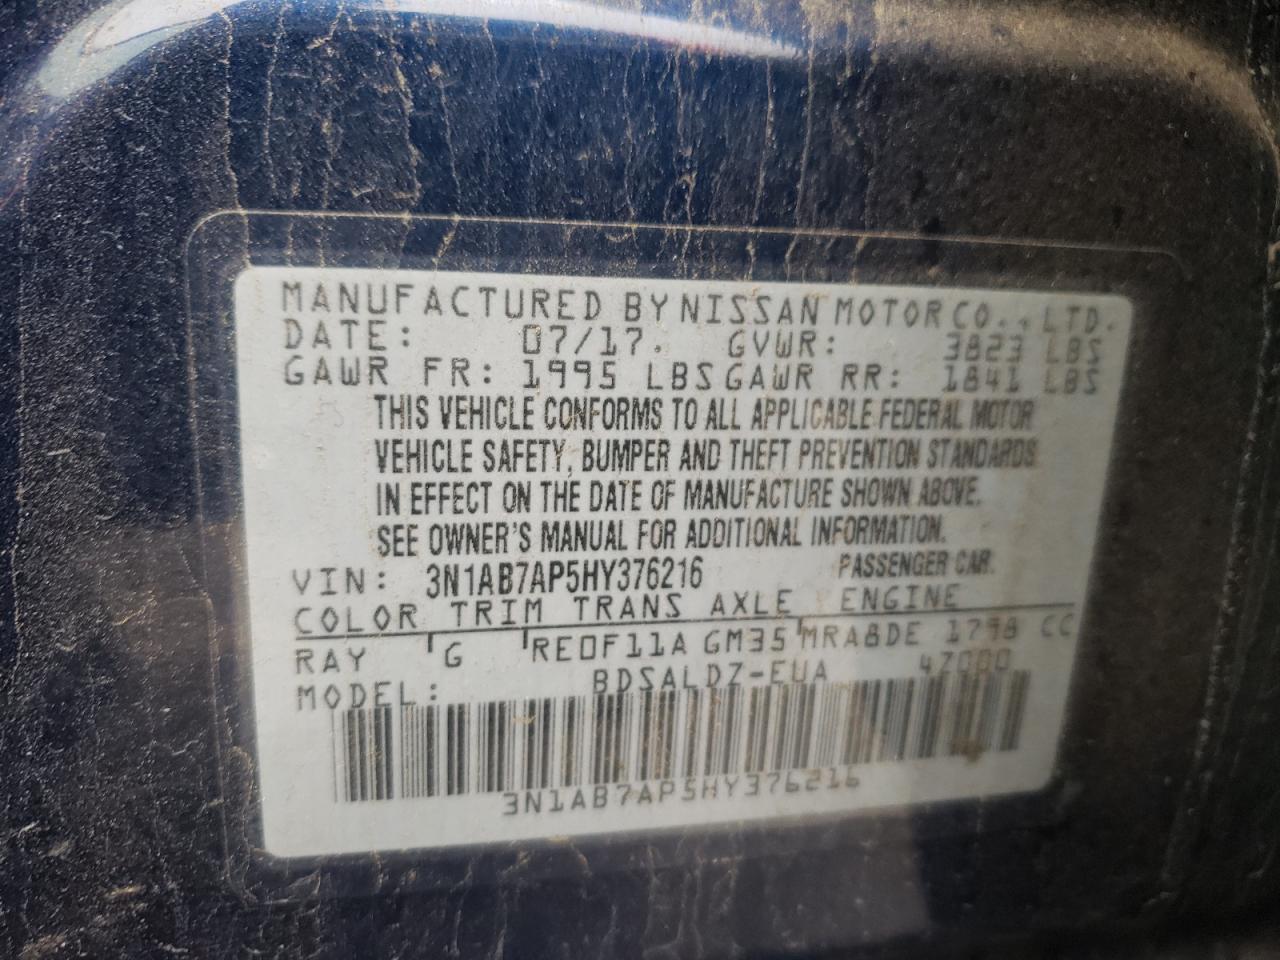 MANUFACTURED BY NISSAN MOTOR CO., LTD.
DATE: 07/17. GVWR: 3823 LBS
GAWR FR: 1995 LBS GAWR RR: 1841 LBS
THIS VEHICLE CONFORMS TO ALL APPLICABLE FEDERAL MOTOR
VEHICLE SAFETY, BUMPER AND THEFT PREVENTION STANDARDS
IN EFFECT ON THE DATE OF MANUFACTURE SHOWN ABOVE.
SEE OWNER'S MANUAL FOR ADDITIONAL INFORMATION.
VIN: 3N1AB7AP5HY376216 PASSENGER CAR.
COLOR TRIM TRANS AXLE ENGINE
RAY G RE0F11A GM35 MRA8DE 1798 CC
MODEL: BDSALDZ-EUA
3N1AB7AP5HY376216